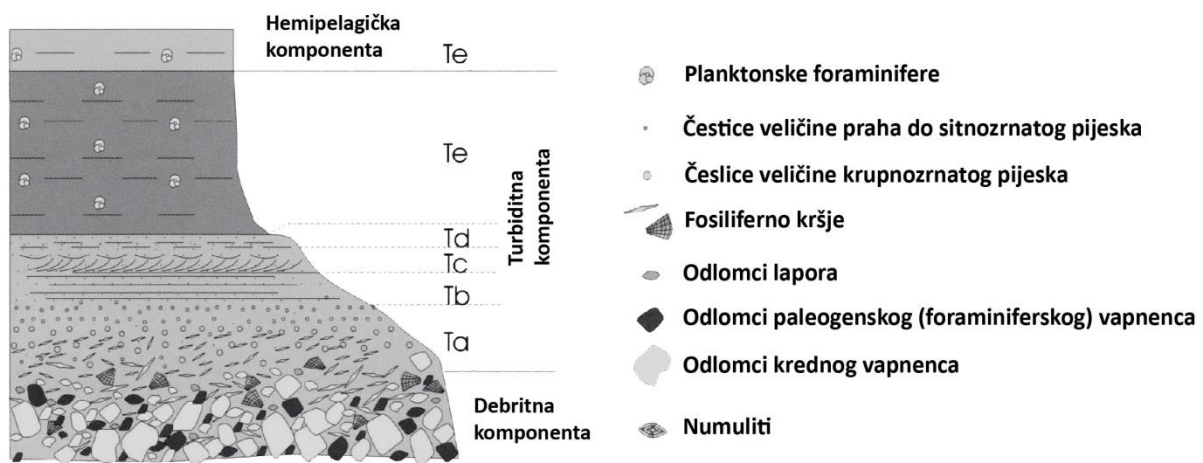 Hemipelagička
komponenta
Te
Te
Td
Tc
Tb
Ta
Turbiditna
komponenta
Debritna
komponenta
Planktonske foraminifere
Čestice veličine praha do sitnozrnatog pijeska
Česlice veličine krupnozrnatog pijeska
Fosiliferno kršje
Odlomci lapora
Odlomci paleogenskog (foraminiferskog) vapnenca
Odlomci krednog vapnenca
Numuliti